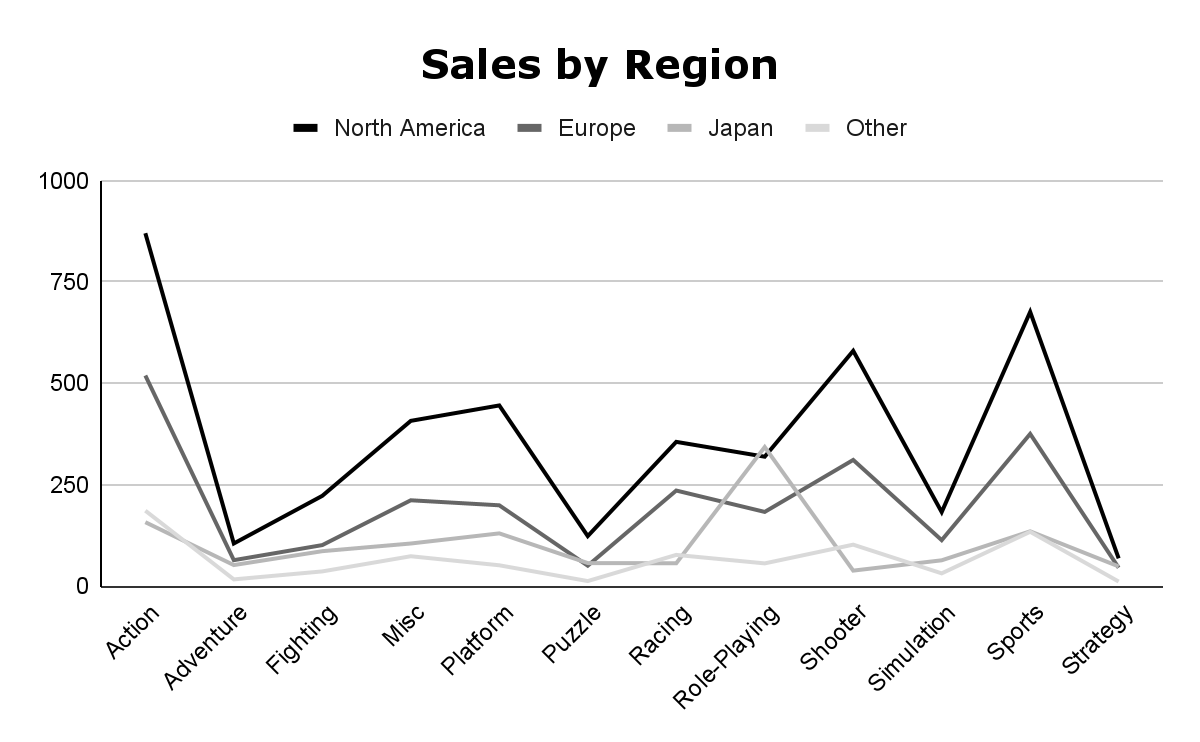 Sales by Region
North America Europe Japan Other
1000
750
500
250
0
Action Adventure Fighting Misc Platform Puzzle Racing Role-Playing Shooter Simulation Sports Strategy